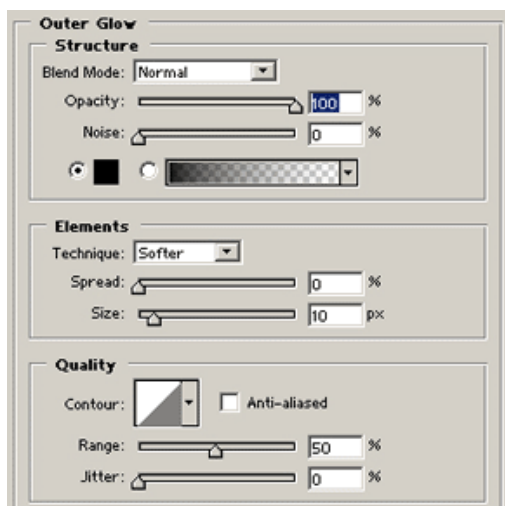 Outer Glow
Structure
Blend Mode: Normal
Opacity: 100 %
Noise: 0 %
Elements
Technique: Softer
Spread: 0 %
Size: 10 px
Quality
Contour: Anti-aliased
Range: 50 %
Jitter: 0 %